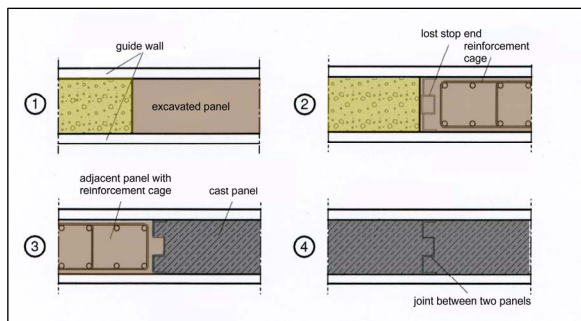 guide wall
1
excavated panel
lost stop end
reinforcement
cage
2
adjacent panel with
reinforcement cage
cast panel
3
4
joint between two panels